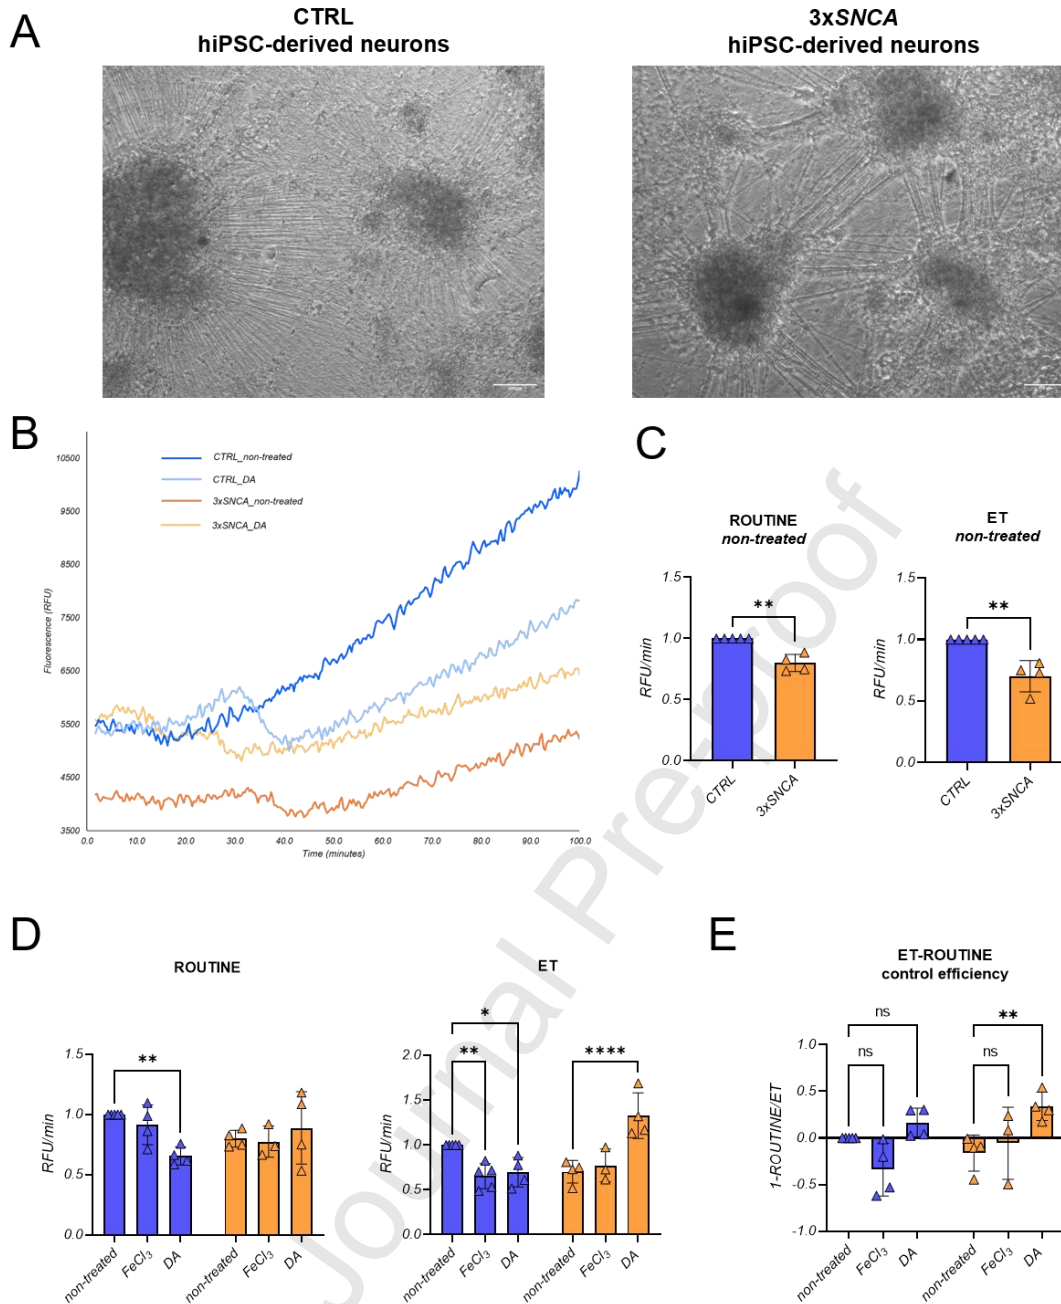 A
CTRL
hiPSC-derived neurons
3xSNCA
hiPSC-derived neurons
B
10500
9500
8500
7500
6500
5500
4500
3500
Fluorescence (RFU)
CTRL_non-treated
CTRL_DA
3xSNCA_non-treated
3xSNCA_DA
0.0 10.0 20.0 30.0 40.0 50.0 60.0 70.0 80.0 90.0 100.0
Time (minutes)
C
ROUTINE
non-treated
**
1.5
1.0
0.5
0.0
RFU/min
CTRL 3xSNCA
ET
non-treated
**
1.5
1.0
0.5
0.0
RFU/min
CTRL 3xSNCA
D
ROUTINE
**
1.5
1.0
0.5
0.0
RFU/min
non-treated FeCl₃ DA non-treated FeCl₃ DA
ET
*
** ****
2.0
1.5
1.0
0.5
0.0
RFU/min
non-treated FeCl₃ DA non-treated FeCl₃ DA
E
ET-ROUTINE
control efficiency
ns **
ns ns
1.0
0.5
0.0
-0.5
-1.0
1-ROUTINE/ET
non-treated FeCl₃ DA non-treated FeCl₃ DA
Journal Pre-proof